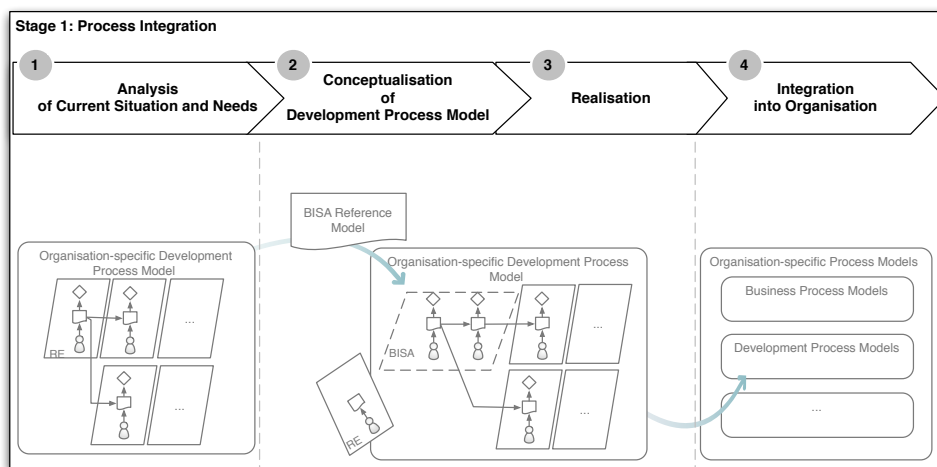 Stage 1: Process Integration
1
2
3
4
Analysis
of Current Situation and Needs
Conceptualisation
of
Development Process Model
Realisation
Integration
into Organisation
BISA Reference
Model
Organisation-specific Development
Process Model
...
RE
...
Organisation-specific Development Process
Model
...
BISA
RE
...
Organisation-specific Process Models
Business Process Models
Development Process Models
...